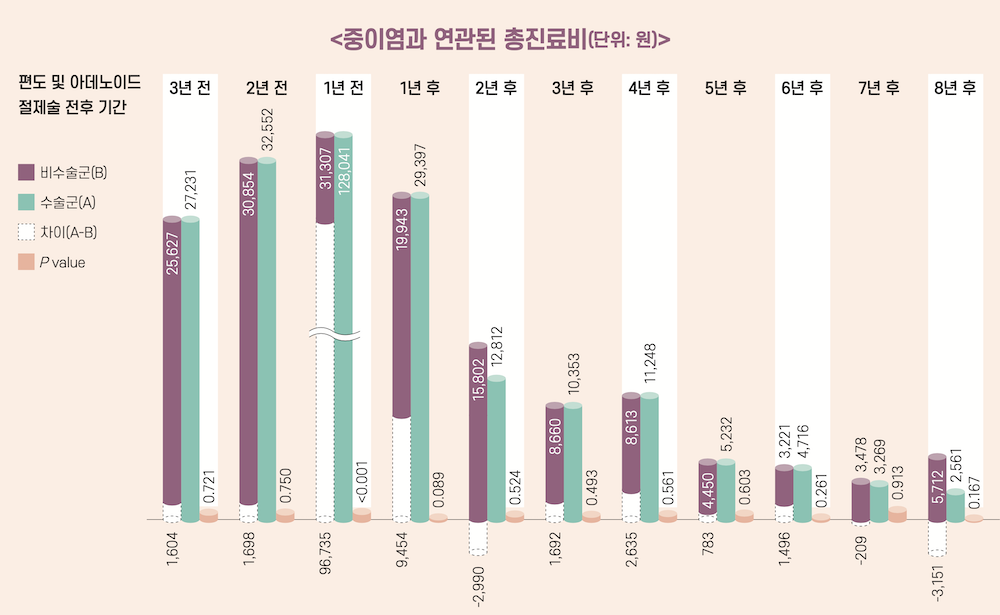 <중이염과 연관된 총진료비(단위: 원)>
편도 및 아데노이드
절제술 전후 기간
3년 전
2년 전
1년 전
1년 후
2년 후
3년 후
4년 후
5년 후
6년 후
7년 후
8년 후
비수술군(B)
수술군(A)
차이(A-B)
P value
25,627
27,231
0.721
1,604
30,854
32,552
0.750
1,698
31,307
128,041
<0.001
96,735
19,943
29,397
0.089
9,454
15,802
12,812
0.524
-2,990
8,660
10,353
0.493
1,692
8,613
11,248
0.561
2,635
4,450
5,232
0.603
783
3,221
4,716
0.261
1,496
3,478
3,269
0.913
-209
5,712
2,561
0.167
-3,151